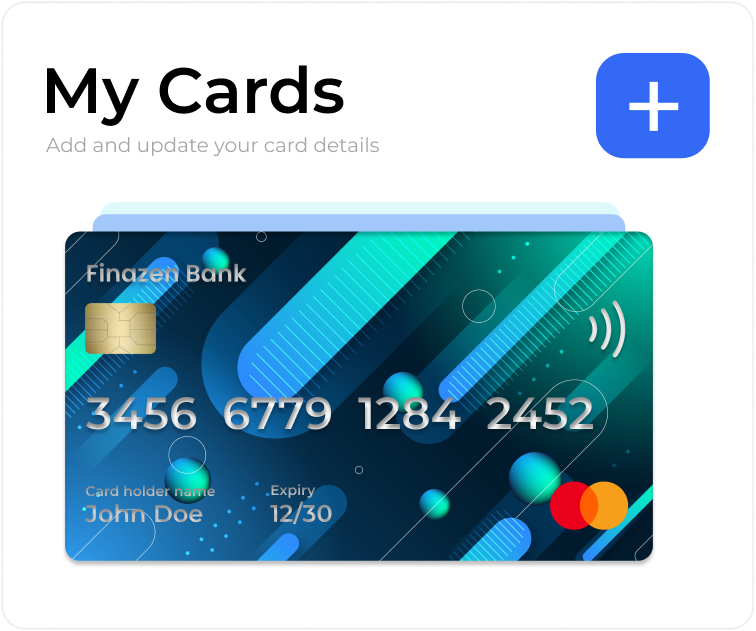 My Cards
Add and update your card details
Finazen Bank
3456 6779 1284 2452
Card holder name Expiry
John Doe 12/30